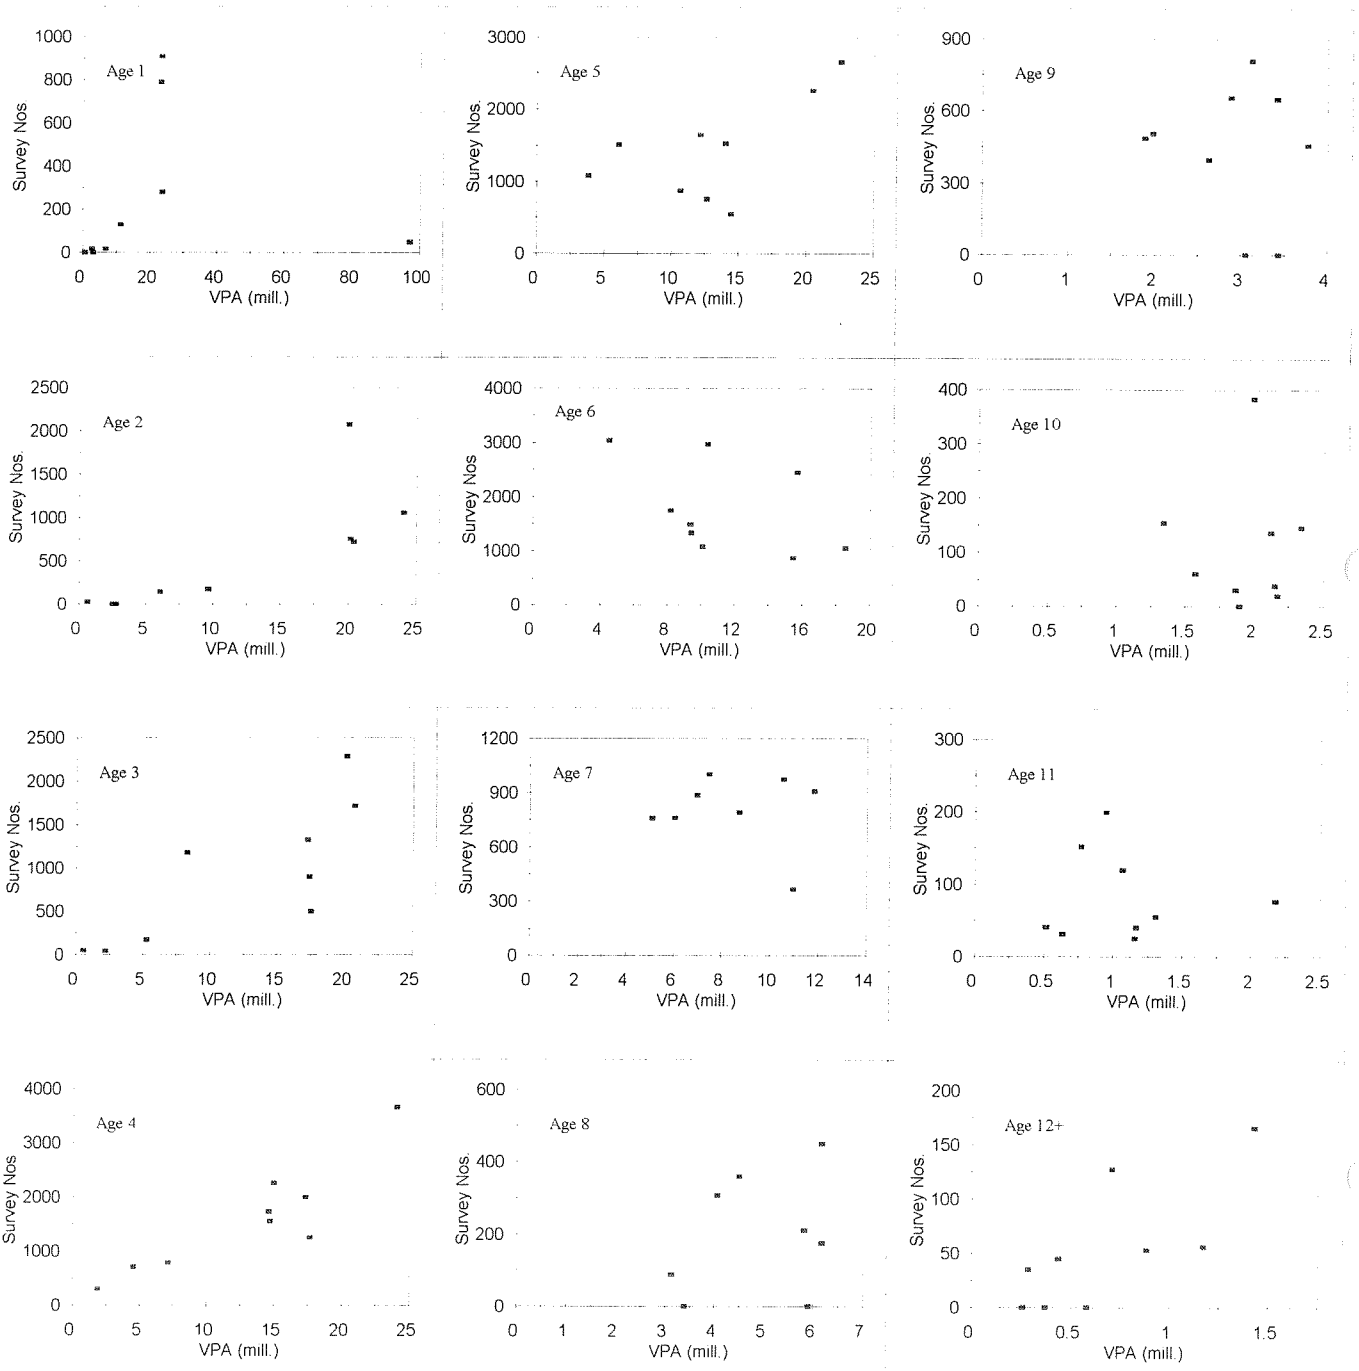 1000
800
600
400
200
0
Survey Nos
Age 1
0 20 40 60 80 100
VPA (mill.)
3000
2000
1000
0
Survey Nos.
Age 5
0 5 10 15 20 25
VPA (mill.)
900
600
300
0
Survey Nos.
Age 9
0 1 2 3 4
VPA (mill.)
2500
2000
1500
1000
500
0
Survey Nos.
Age 2
0 5 10 15 20 25
VPA (mill.)
4000
3000
2000
1000
0
Survey Nos
Age 6
0 4 8 12 16 20
VPA (mill.)
400
300
200
100
0
Survey Nos.
Age 10
0 0.5 1 1.5 2 2.5
VPA (mill.)
2500
2000
1500
1000
500
0
Survey Nos.
Age 3
0 5 10 15 20 25
VPA (mill.)
1200
900
600
300
0
Survey Nos.
Age 7
0 2 4 6 8 10 12 14
VPA (mill.)
300
200
100
0
Survey Nos.
Age 11
0 0.5 1 1.5 2 2.5
VPA (mill.)
4000
3000
2000
1000
0
Survey Nos
Age 4
0 5 10 15 20 25
VPA (mill.)
600
400
200
0
Survey Nos.
Age 8
0 1 2 3 4 5 6 7
VPA (mill.)
200
150
100
50
0
Survey Nos.
Age 12+
0 0.5 1 1.5
VPA (mill.)